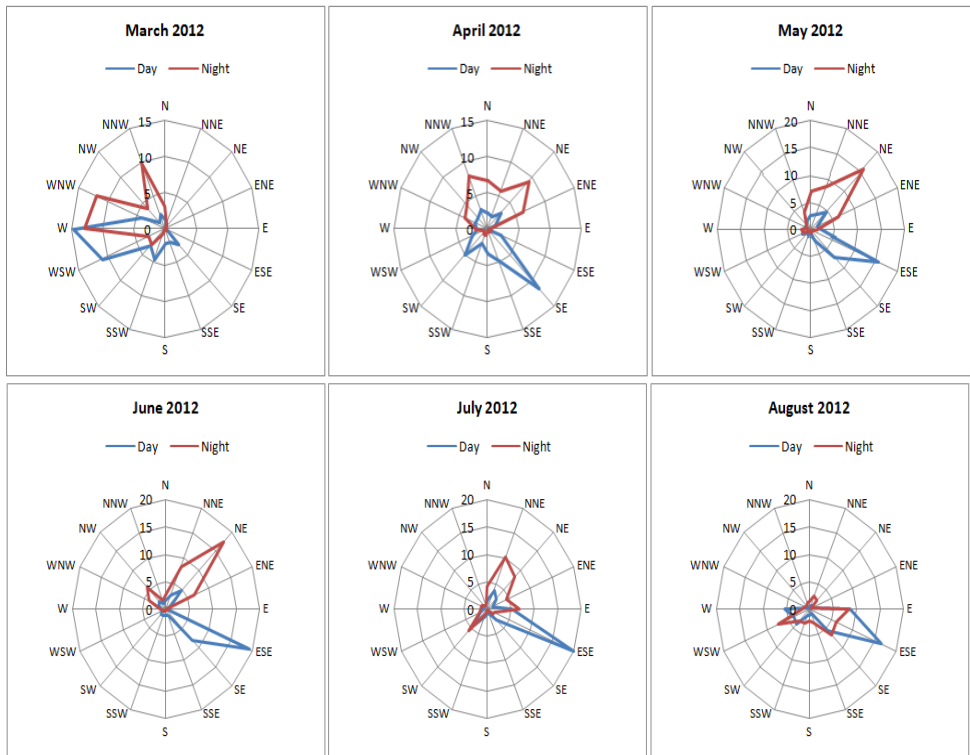 March 2012
Day Night
N
NNW 15 NNE
NW 10 NE
WNW 5 ENE
W 0 E
WSW ESE
SW SE
SSW SSE
S
April 2012
Day Night
N
NNW 15 NNE
NW 10 NE
WNW 5 ENE
W 0 E
WSW ESE
SW SE
SSW SSE
S
May 2012
Day Night
N
NNW 20 NNE
NW 15 NE
10
WNW 5 ENE
W 0 E
WSW ESE
SW SE
SSW SSE
S
June 2012
Day Night
N
NNW 20 NNE
NW 15 NE
10
WNW 5 ENE
W 0 E
WSW ESE
SW SE
SSW SSE
S
July 2012
Day Night
N
NNW 20 NNE
NW 15 NE
10
WNW 5 ENE
W 0 E
WSW ESE
SW SE
SSW SSE
S
August 2012
Day Night
N
NNW 20 NNE
NW 15 NE
10
WNW 5 ENE
W 0 E
WSW ESE
SW SE
SSW SSE
S